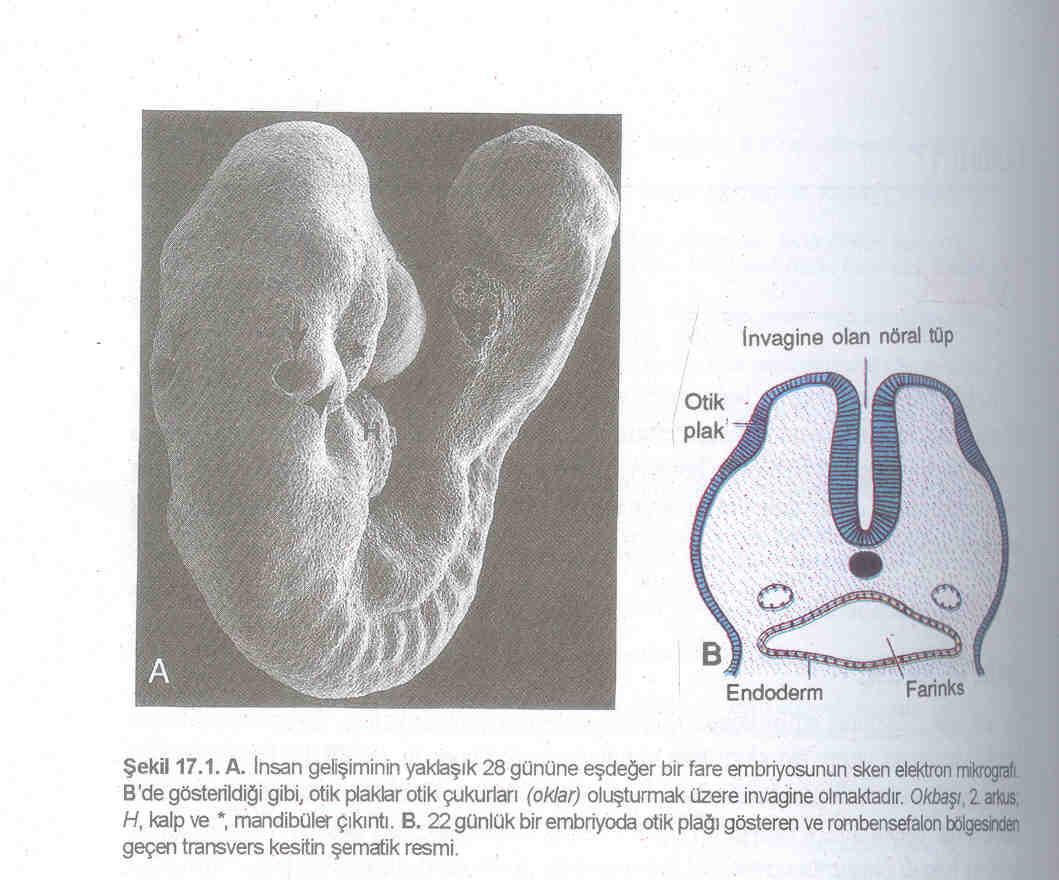 İnvagine olan nöral tüp
Otik
plak
H
A
B
Endoderm
Farinks
Şekil 17.1. A. İnsan gelişiminin yaklaşık 28 gününe eşdeğer bir fare embriyosunun sken elektron mikrografı.
B'de gösterildiği gibi, otik plaklar otik çukurları (oklar) oluşturmak üzere invagine olmaktadır. Okbaşı, 2. arkus;
H, kalp ve *, mandibüler çıkıntı. B. 22 günlük bir embriyoda otik plağı gösteren ve rombensefalon bölgesinden
geçen transvers kesitin şematik resmi.